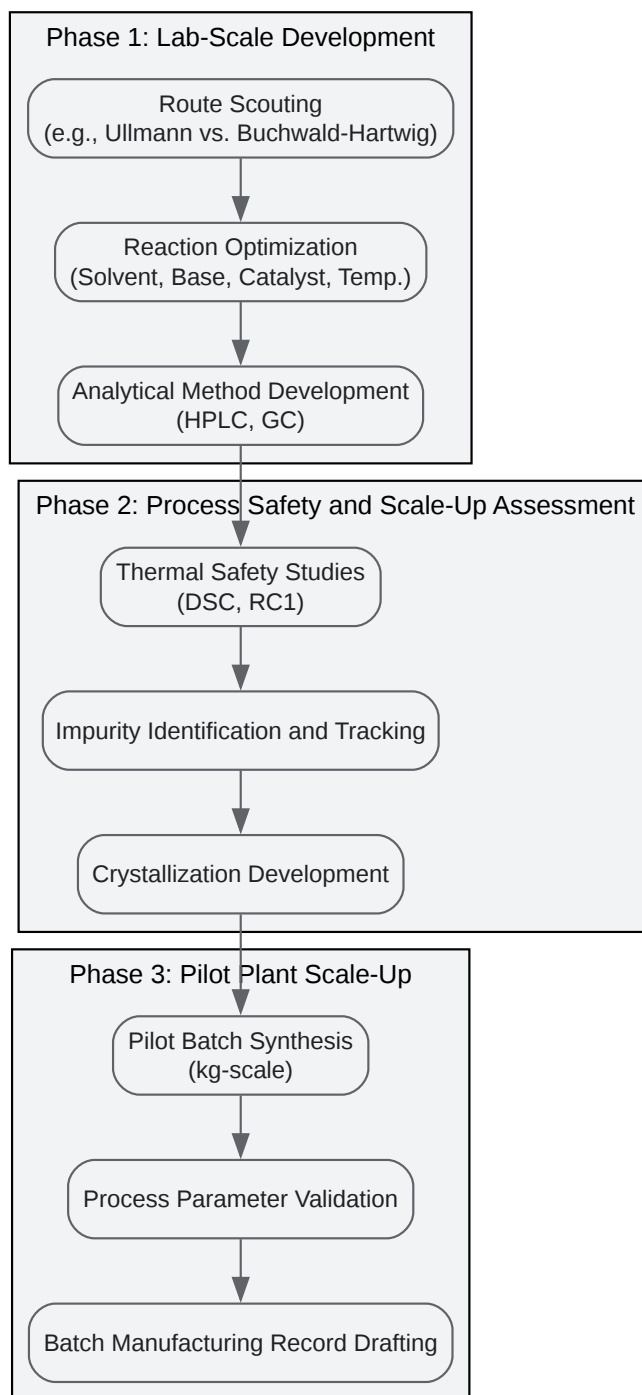 Phase 1: Lab-Scale Development
Route Scouting
(e.g., Ullmann vs. Buchwald-Hartwig)
Reaction Optimization
(Solvent, Base, Catalyst, Temp.)
Analytical Method Development
(HPLC, GC)
Phase 2: Process Safety and Scale-Up Assessment
Thermal Safety Studies
(DSC, RC1)
Impurity Identification and Tracking
Crystallization Development
Phase 3: Pilot Plant Scale-Up
Pilot Batch Synthesis
(kg-scale)
Process Parameter Validation
Batch Manufacturing Record Drafting